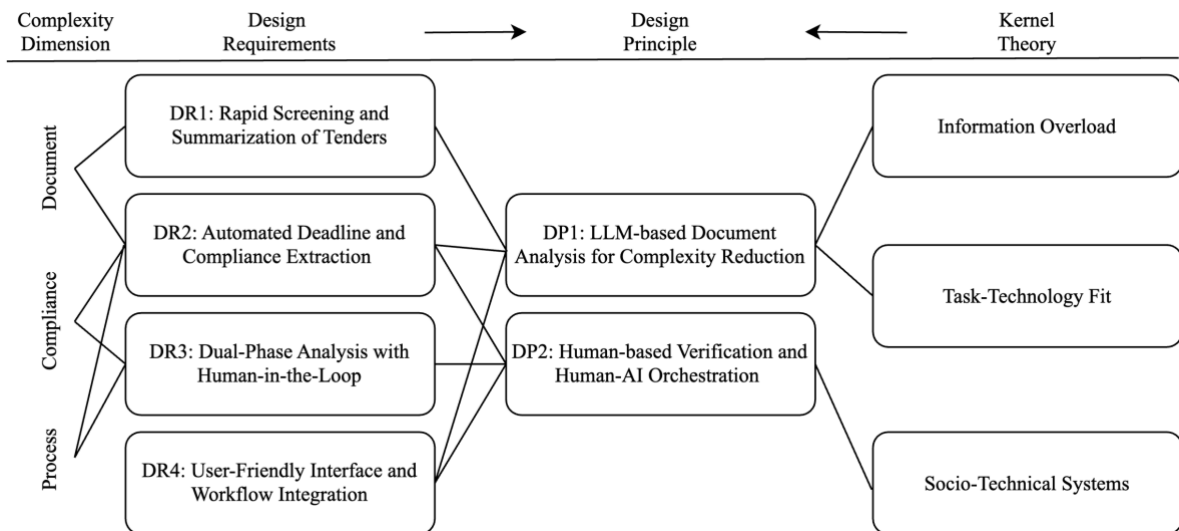 Complexity
Dimension
Design
Requirements
Design
Principle
Kernel
Theory
Document
Compliance
Process
DR1: Rapid Screening and
Summarization of Tenders
DR2: Automated Deadline and
Compliance Extraction
DR3: Dual-Phase Analysis with
Human-in-the-Loop
DR4: User-Friendly Interface and
Workflow Integration
DP1: LLM-based Document
Analysis for Complexity Reduction
DP2: Human-based Verification and
Human-AI Orchestration
Information Overload
Task-Technology Fit
Socio-Technical Systems